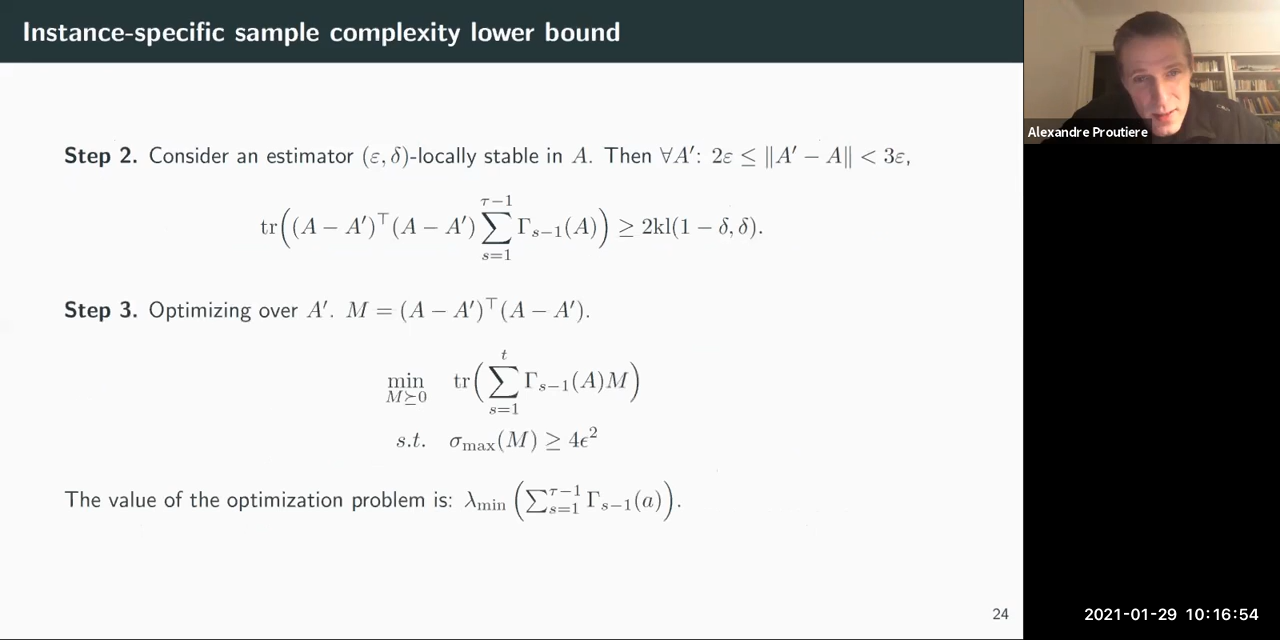 Instance-specific sample complexity lower bound
Step 2. Consider an estimator (ε, δ)-locally stable in A. Then ∀A′: 2ε ≤ ‖A′ − A‖ < 3ε,
tr((A − A′)⊤(A − A′) ∑_{s=1}^{τ−1} Γ_{s−1}(A)) ≥ 2kl(1 − δ, δ).
Step 3. Optimizing over A′. M = (A − A′)⊤(A − A′).
min_{M⪰0} tr(∑_{s=1}^{t} Γ_{s−1}(A)M)
s.t. σ_max(M) ≥ 4ϵ²
The value of the optimization problem is: λ_min (∑_{s=1}^{τ−1} Γ_{s−1}(a)).
24
Alexandre Proutiere
2021-01-29 10:16:54